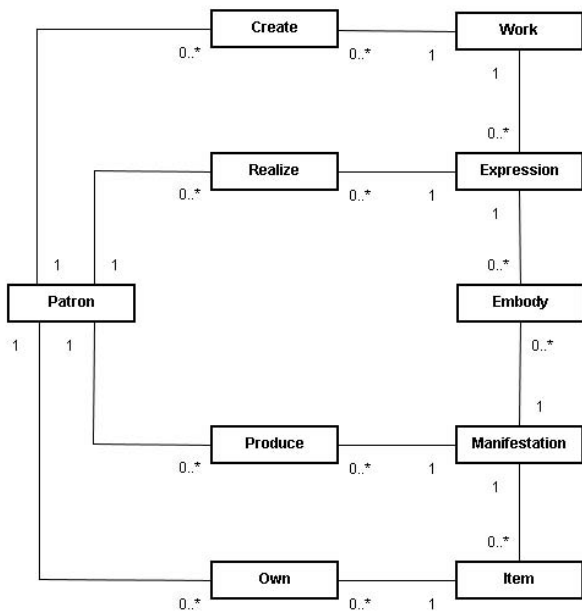 Create
Work
0..*
0..*
1
1
0..*
Realize
Expression
0..*
0..*
1
1
1
1
0..*
Patron
Embody
1
1
0..*
1
Produce
Manifestation
0..*
0..*
1
1
0..*
Own
Item
0..*
0..*
1